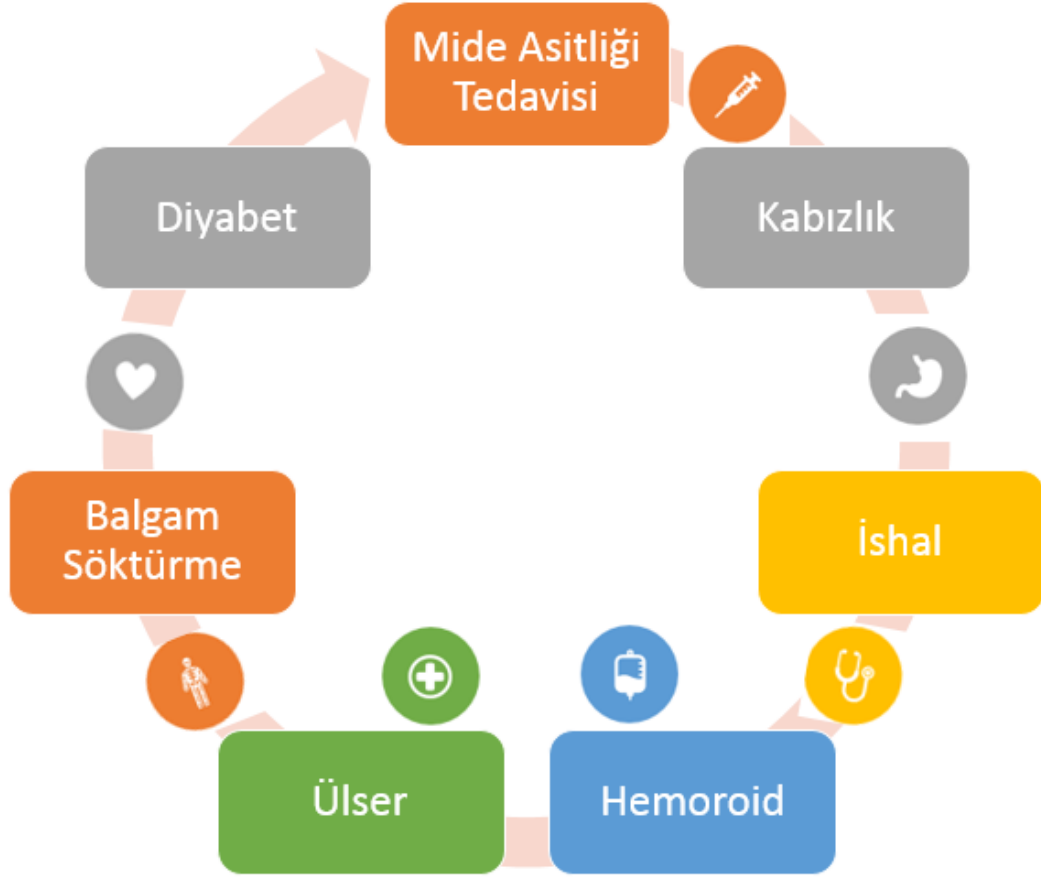 Mide Asitliği
Tedavisi
Kabızlık
İshal
Hemoroid
Ülser
Balgam
Söktürme
Diyabet